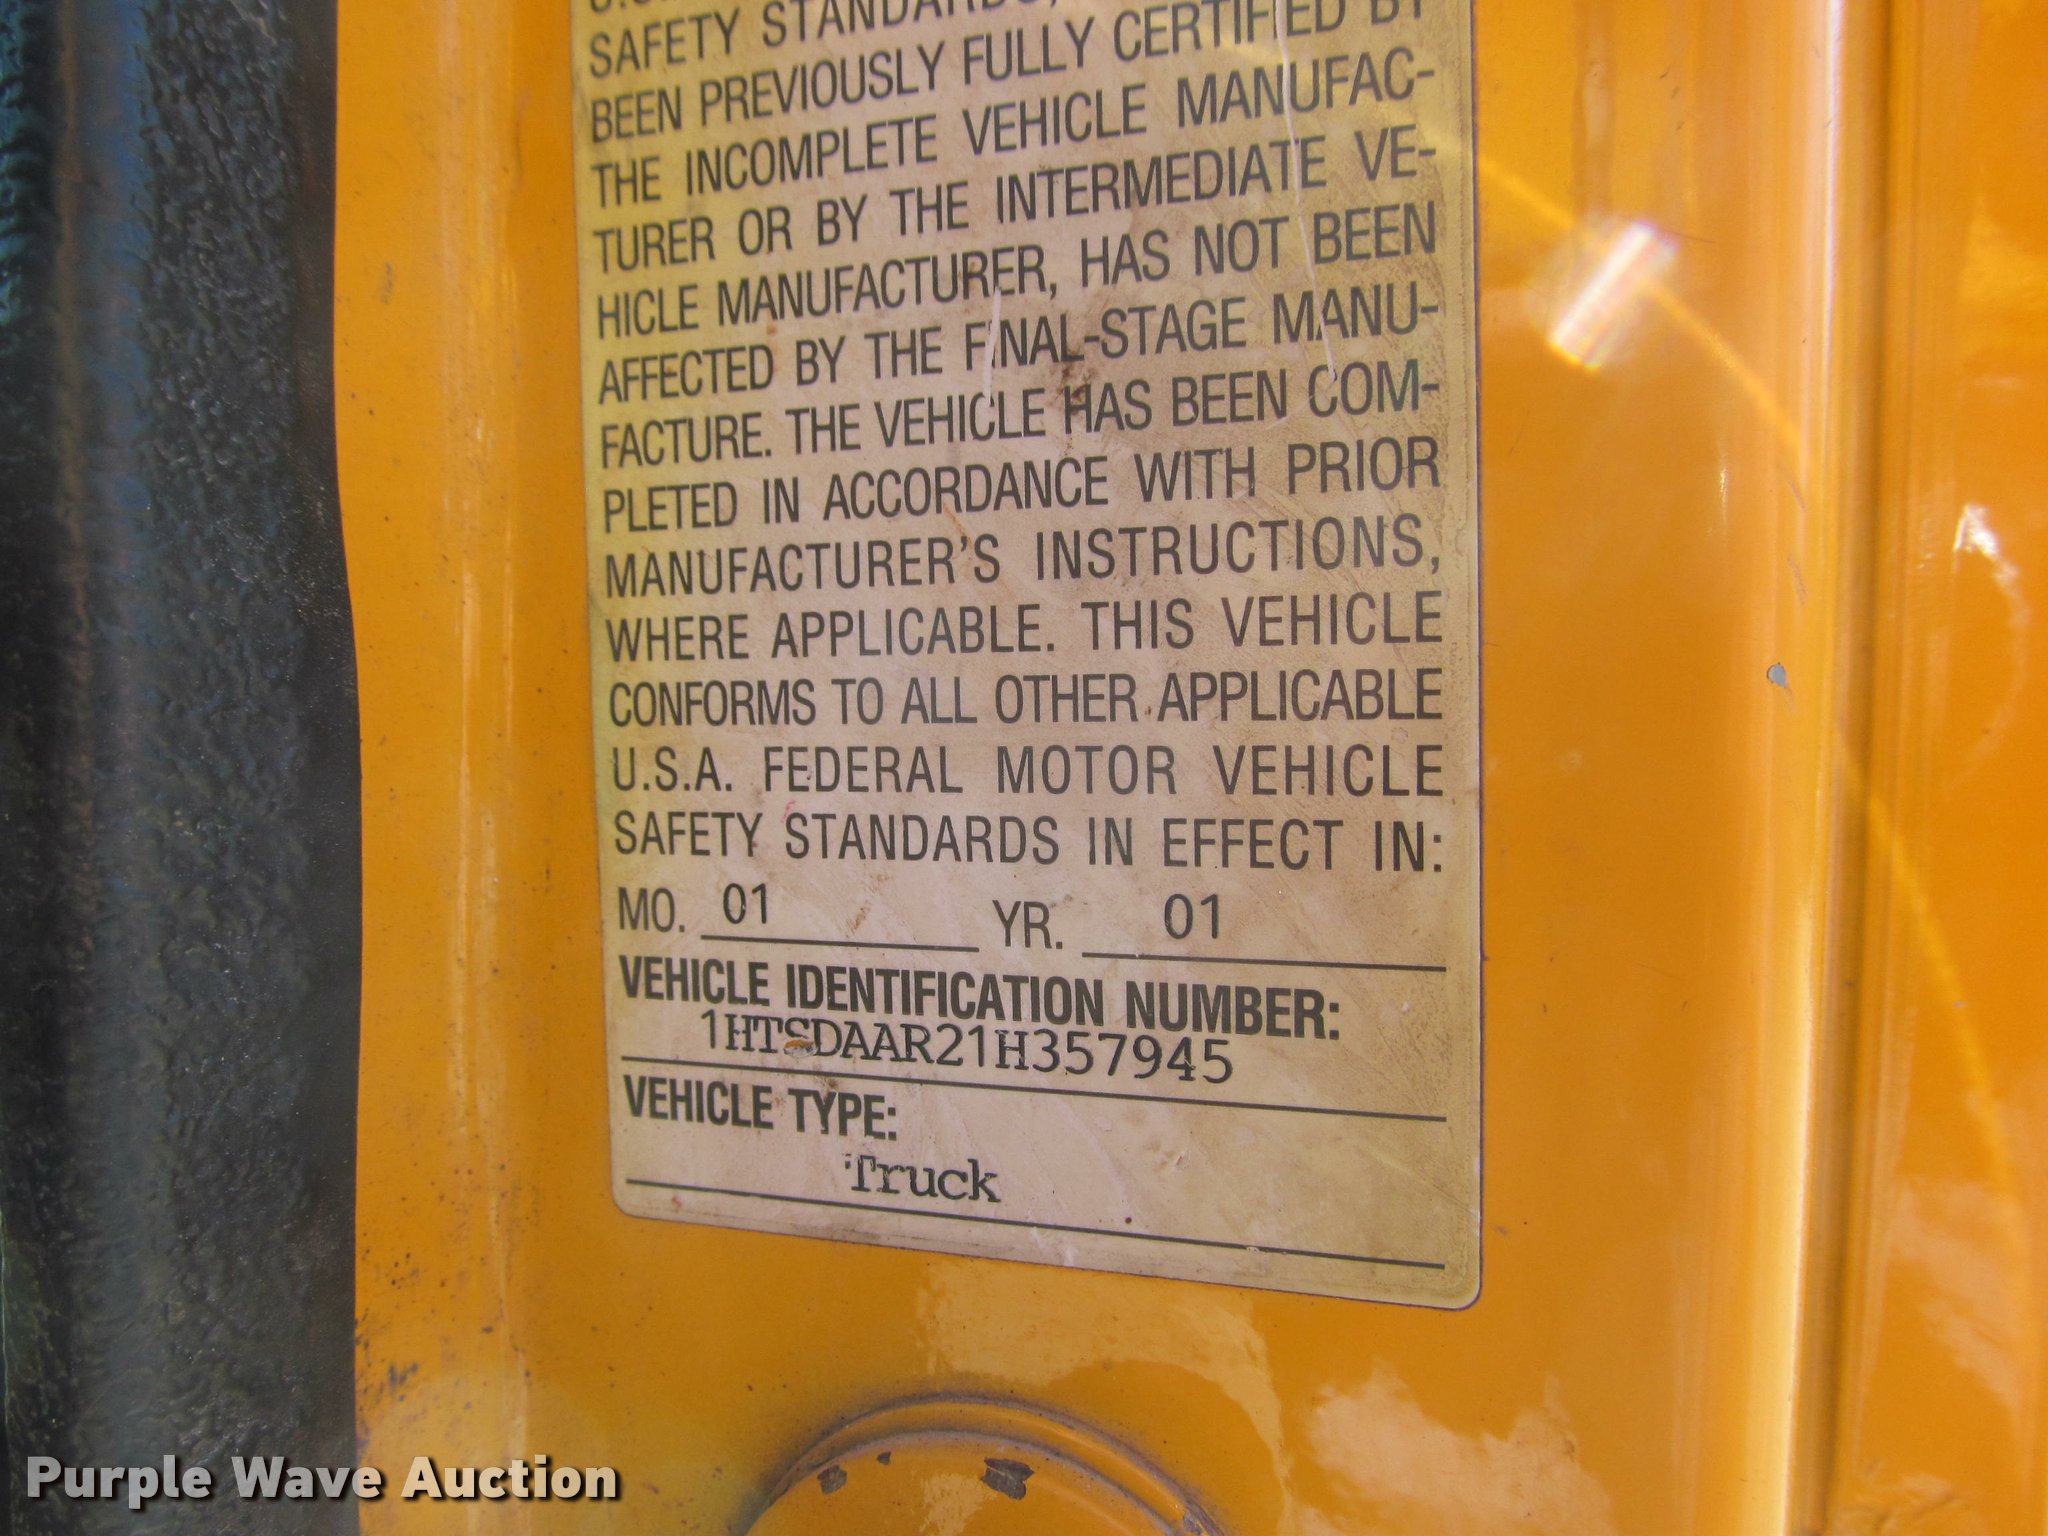 SAFETY STANDARDS,
BEEN PREVIOUSLY FULLY CERTIFIED BY
THE INCOMPLETE VEHICLE MANUFAC-
TURER OR BY THE INTERMEDIATE VE-
HICLE MANUFACTURER, HAS NOT BEEN
AFFECTED BY THE FINAL-STAGE MANU-
FACTURE. THE VEHICLE HAS BEEN COM-
PLETED IN ACCORDANCE WITH PRIOR
MANUFACTURER'S INSTRUCTIONS,
WHERE APPLICABLE. THIS VEHICLE
CONFORMS TO ALL OTHER APPLICABLE
U.S.A. FEDERAL MOTOR VEHICLE
SAFETY STANDARDS IN EFFECT IN:
MO. 01 YR. 01
VEHICLE IDENTIFICATION NUMBER:
1HTSDAAR21H357945
VEHICLE TYPE:
Truck
Purple Wave Auction